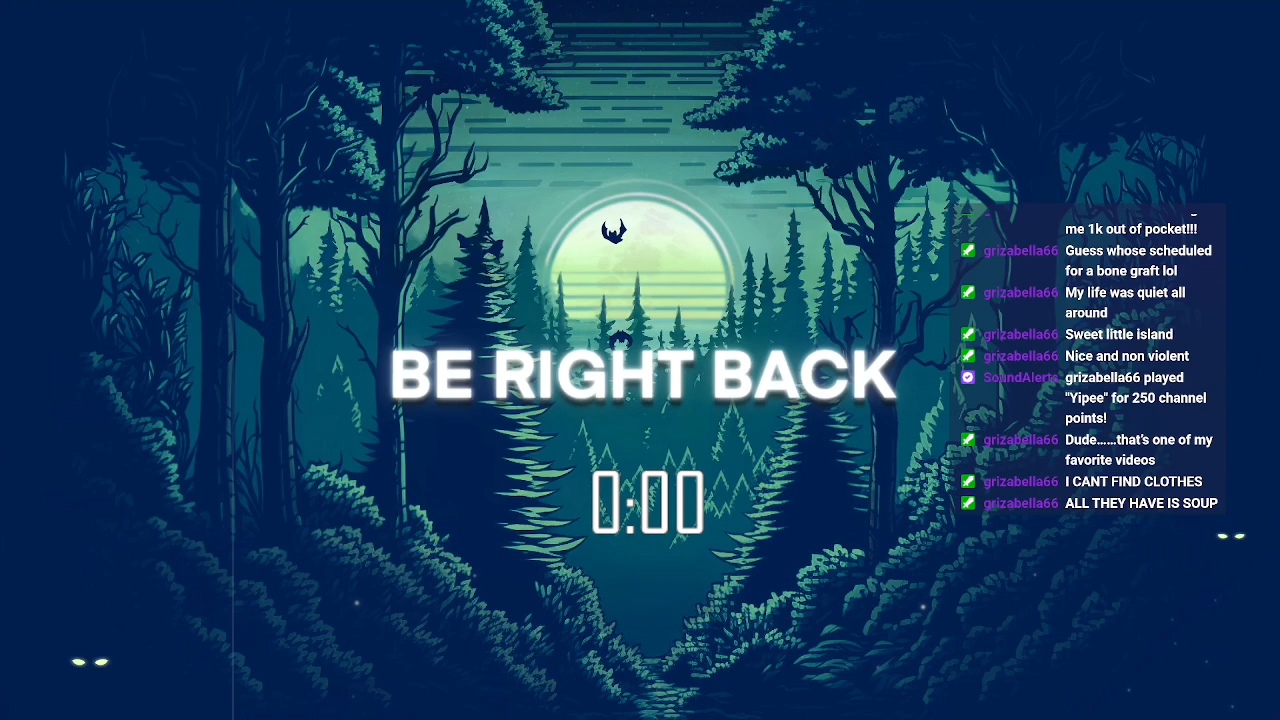 me 1k out of pocket!!!
grizabella66 Guess whose scheduled
for a bone graft lol
grizabella66 My life was quiet all
around
grizabella66 Sweet little island
grizabella66 Nice and non violent
SoundAlerts grizabella66 played
"Yipee" for 250 channel
points!
grizabella66 Dude......that's one of my
favorite videos
grizabella66 I CANT FIND CLOTHES
grizabella66 ALL THEY HAVE IS SOUP
BE RIGHT BACK
0:00